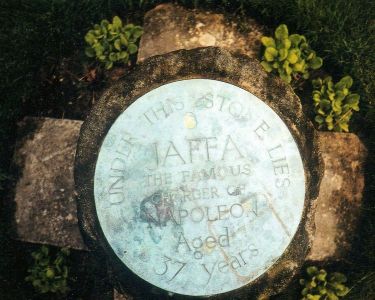 UNDER THIS STONE LIES
JAFFA
THE FAMOUS
CHARGER OF
NAPOLEON
Aged
37 years